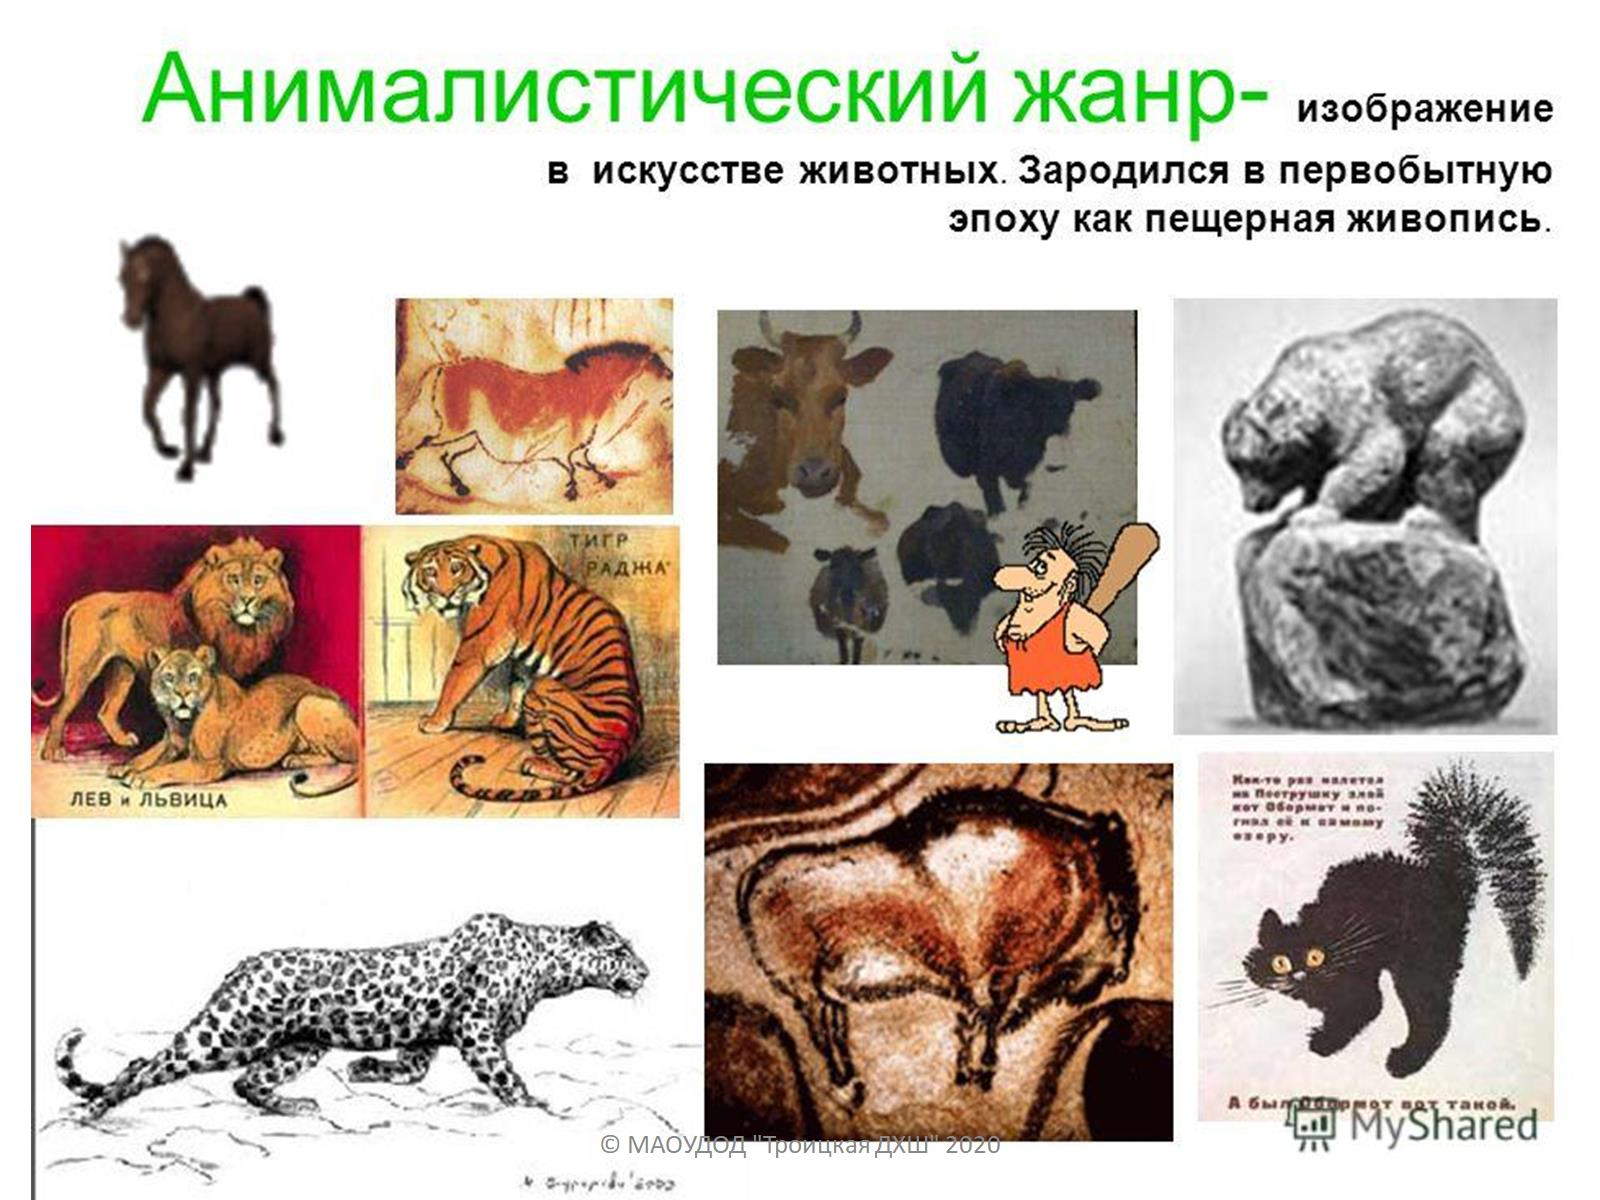 Анималистический жанр- изображение
в искусстве животных. Зародился в первобытную
эпоху как пещерная живопись.
ТИГР
РАДЖА
ЛЕВ и ЛЬВИЦА
Как-то раз налетел
на Пеструшку злой
кот Обормот и по-
гнал её к самому
озеру.
А был Обормот вот такой.
MyShared
© МАОУДОД "Троицкая ДХШ" 2020